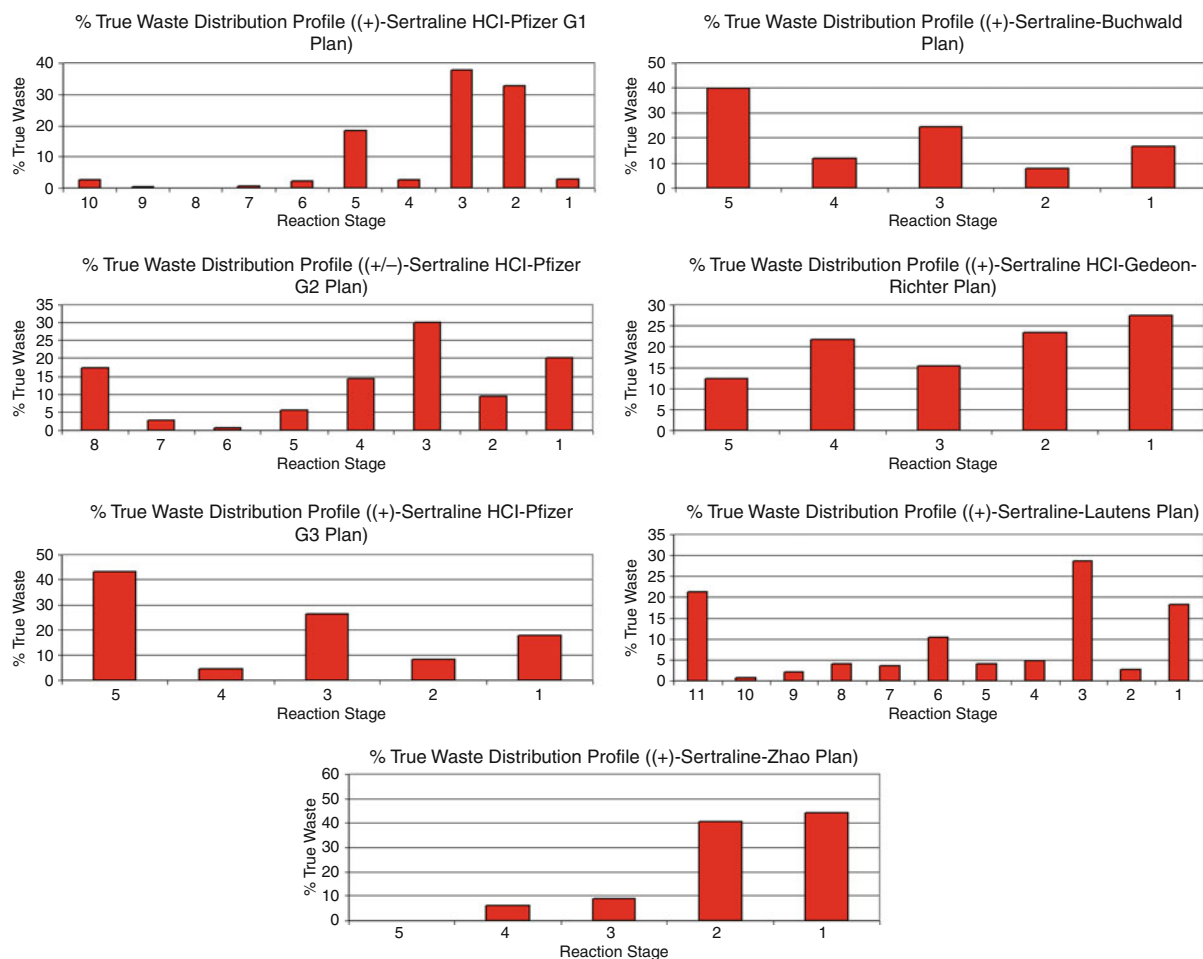 % True Waste Distribution Profile ((+)-Sertraline HCI-Pfizer G1
Plan)
% True Waste
40
30
20
10
0
10 9 8 7 6 5 4 3 2 1
Reaction Stage
% True Waste Distribution Profile ((+)-Sertraline-Buchwald
Plan)
% True Waste
50
40
30
20
10
0
5 4 3 2 1
Reaction Stage
% True Waste Distribution Profile ((+/–)-Sertraline HCI-Pfizer
G2 Plan)
% True Waste
35
30
25
20
15
10
5
0
8 7 6 5 4 3 2 1
Reaction Stage
% True Waste Distribution Profile ((+)-Sertraline HCI-Gedeon-
Richter Plan)
% True Waste
30
25
20
15
10
5
0
5 4 3 2 1
Reaction Stage
% True Waste Distribution Profile ((+)-Sertraline HCI-Pfizer
G3 Plan)
% True Waste
50
40
30
20
10
0
5 4 3 2 1
Reaction Stage
% True Waste Distribution Profile ((+)-Sertraline-Lautens Plan)
% True Waste
35
30
25
20
15
10
5
0
11 10 9 8 7 6 5 4 3 2 1
Reaction Stage
% True Waste Distribution Profile ((+)-Sertraline-Zhao Plan)
% True Waste
60
50
40
30
20
10
0
5 4 3 2 1
Reaction Stage